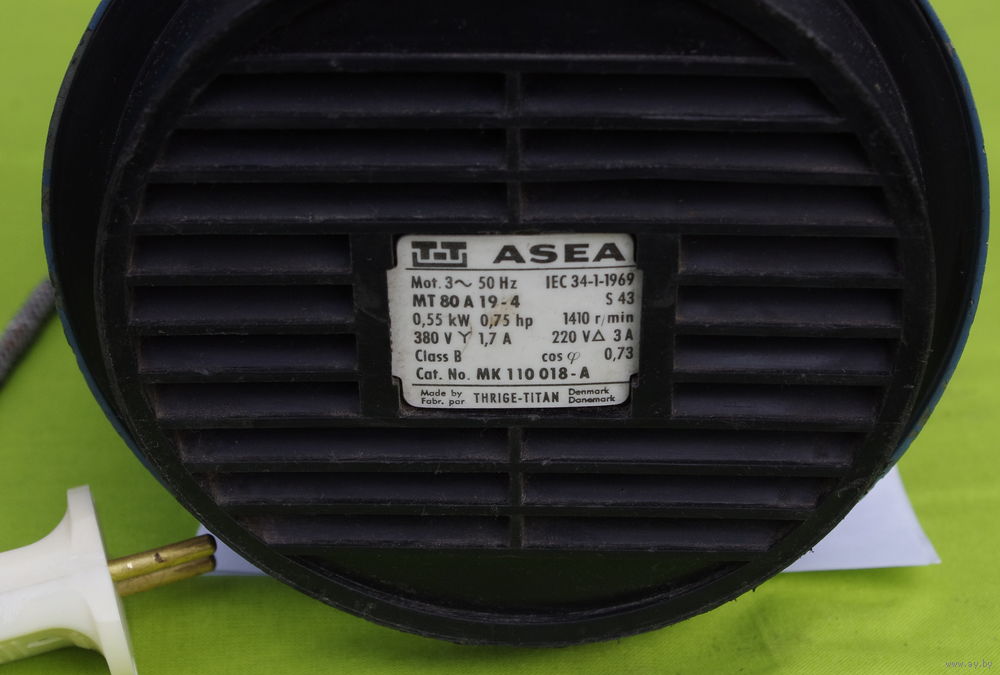 T-T ASEA
Mot. 3~ 50 Hz IEC 34-1-1969
MT 80 A 19-4 S 43
0,55 kW 0,75 hp 1410 r/min
380 V Y 1,7 A 220 V△ 3 A
Class B cos φ 0,73
Cat. No. MK 110 018-A
Made by THRIGE-TITAN Denmark
Fabr. par Danemark
www.ay.by